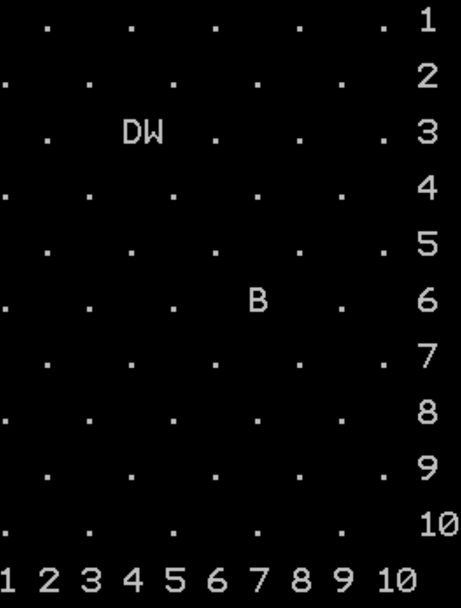 . . . . . 1
. . . . . 2
. DW . . . 3
. . . . . 4
. . . . . 5
. . . B . 6
. . . . . 7
. . . . . 8
. . . . . 9
. . . . . 10
1 2 3 4 5 6 7 8 9 10